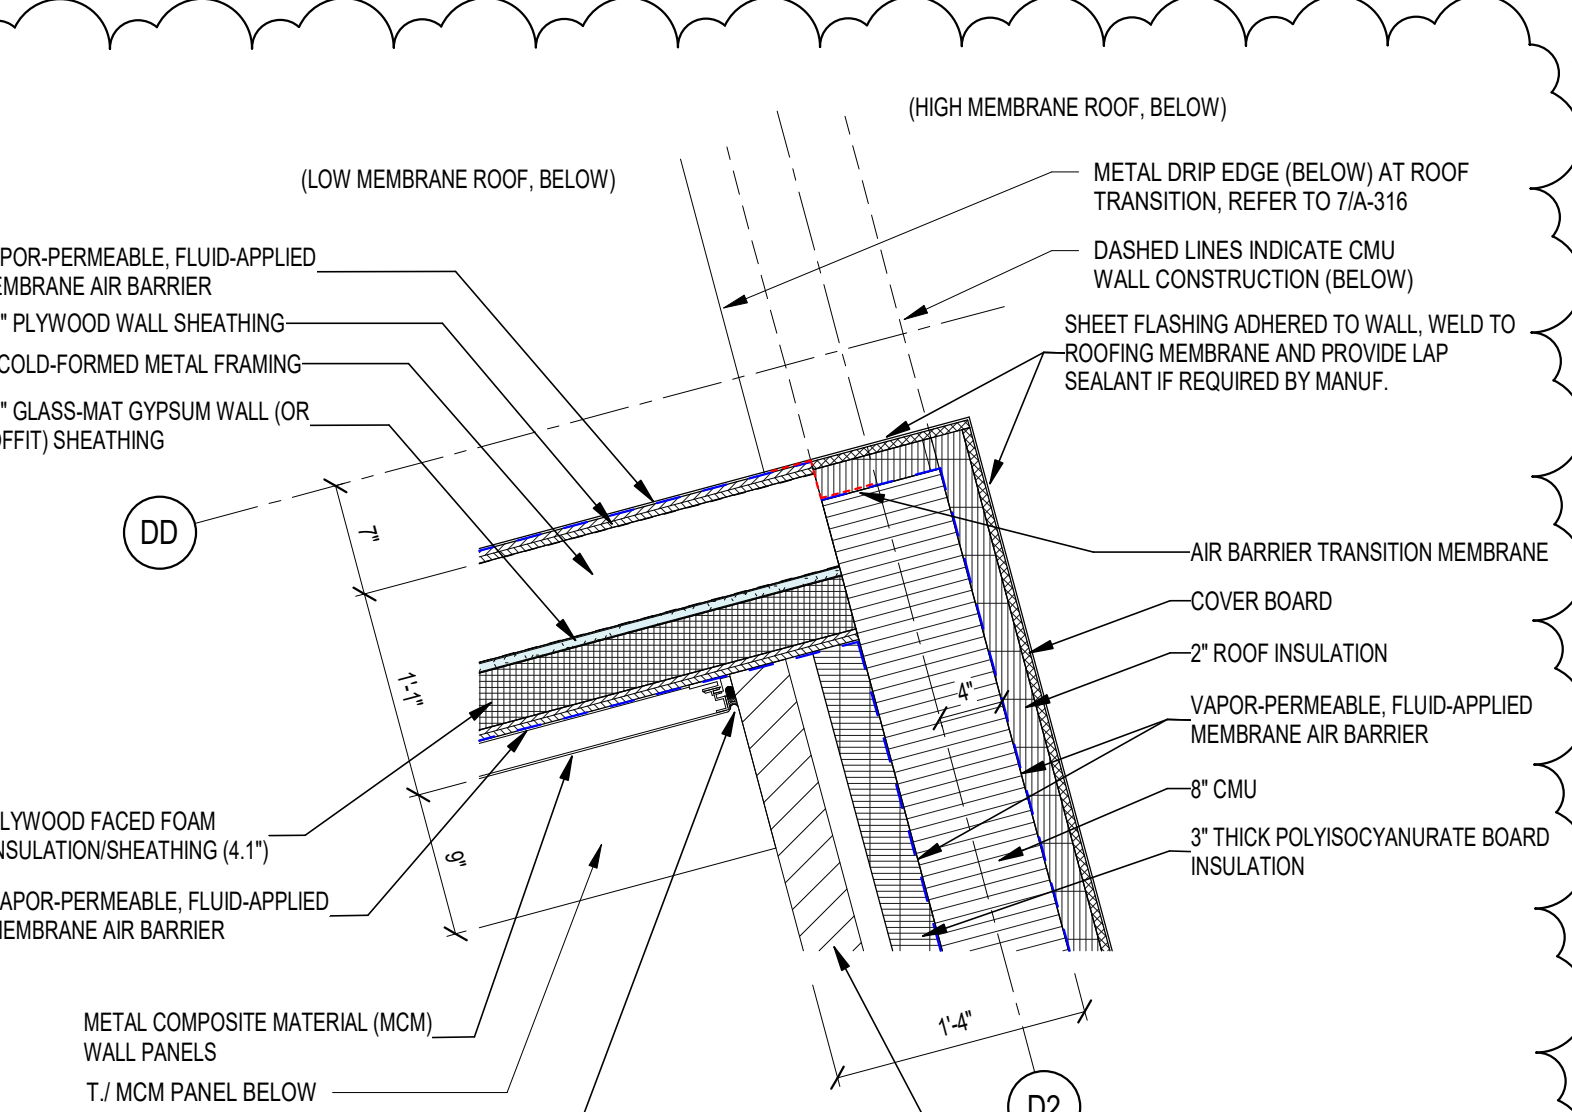 (HIGH MEMBRANE ROOF, BELOW)
(LOW MEMBRANE ROOF, BELOW)
METAL DRIP EDGE (BELOW) AT ROOF
TRANSITION, REFER TO 7/A-316
DASHED LINES INDICATE CMU
WALL CONSTRUCTION (BELOW)
SHEET FLASHING ADHERED TO WALL, WELD TO
ROOFING MEMBRANE AND PROVIDE LAP
SEALANT IF REQUIRED BY MANUF.
POR-PERMEABLE, FLUID-APPLIED
EMBRANE AIR BARRIER
" PLYWOOD WALL SHEATHING
COLD-FORMED METAL FRAMING
" GLASS-MAT GYPSUM WALL (OR
OFFIT) SHEATHING
DD
7"
1'-1"
9"
AIR BARRIER TRANSITION MEMBRANE
COVER BOARD
2" ROOF INSULATION
4"
VAPOR-PERMEABLE, FLUID-APPLIED
MEMBRANE AIR BARRIER
8" CMU
3" THICK POLYISOCYANURATE BOARD
INSULATION
LYWOOD FACED FOAM
NSULATION/SHEATHING (4.1")
APOR-PERMEABLE, FLUID-APPLIED
MEMBRANE AIR BARRIER
METAL COMPOSITE MATERIAL (MCM)
WALL PANELS
T./ MCM PANEL BELOW
1'-4"
D2